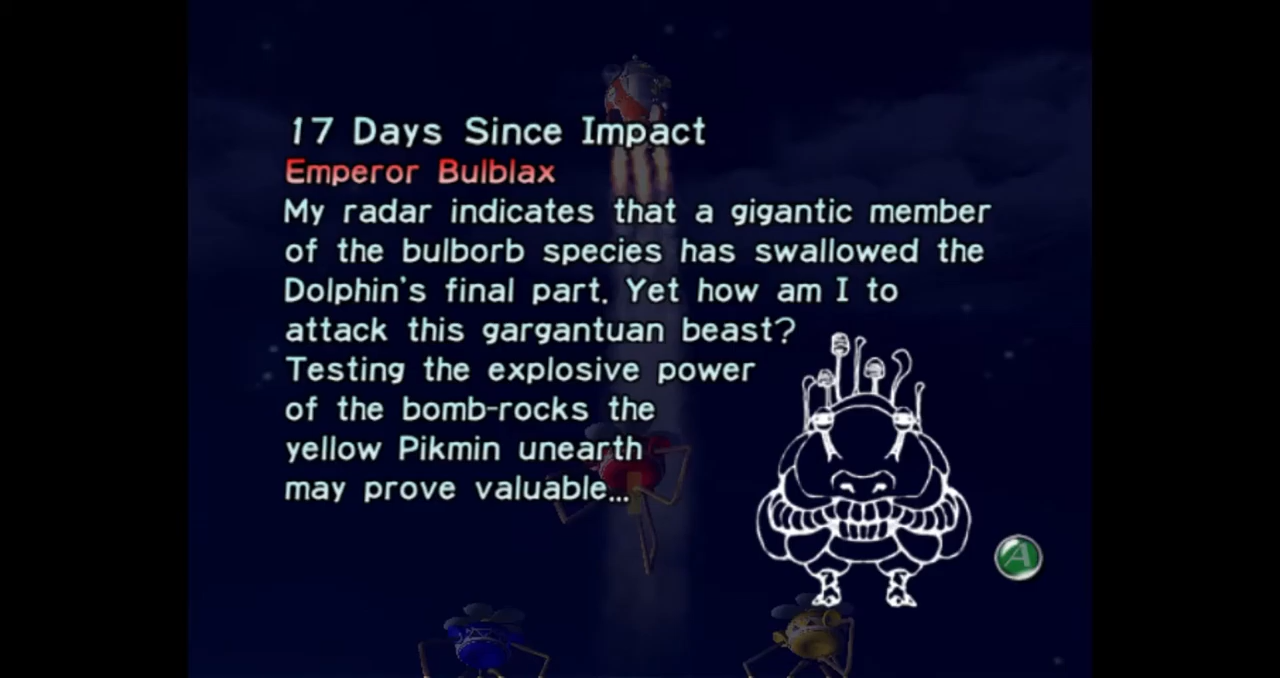 17 Days Since Impact
Emperor Bulblax
My radar indicates that a gigantic member
of the bulborb species has swallowed the
Dolphin's final part. Yet how am I to
attack this gargantuan beast?
Testing the explosive power
of the bomb-rocks the
yellow Pikmin unearth
may prove valuable...
A